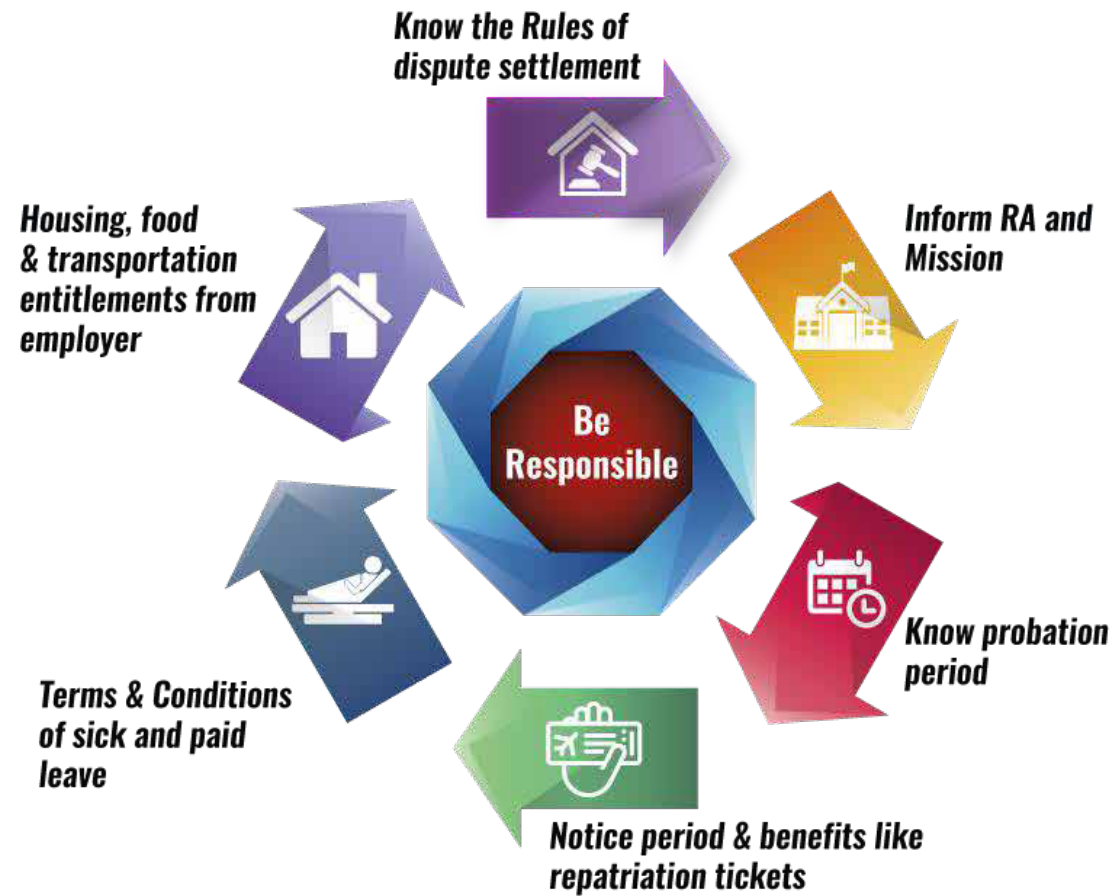 Know the Rules of
dispute settlement
Inform RA and
Mission
Know probation
period
Notice period & benefits like
repatriation tickets
Terms & Conditions
of sick and paid
leave
Housing, food
& transportation
entitlements from
employer
Be
Responsible